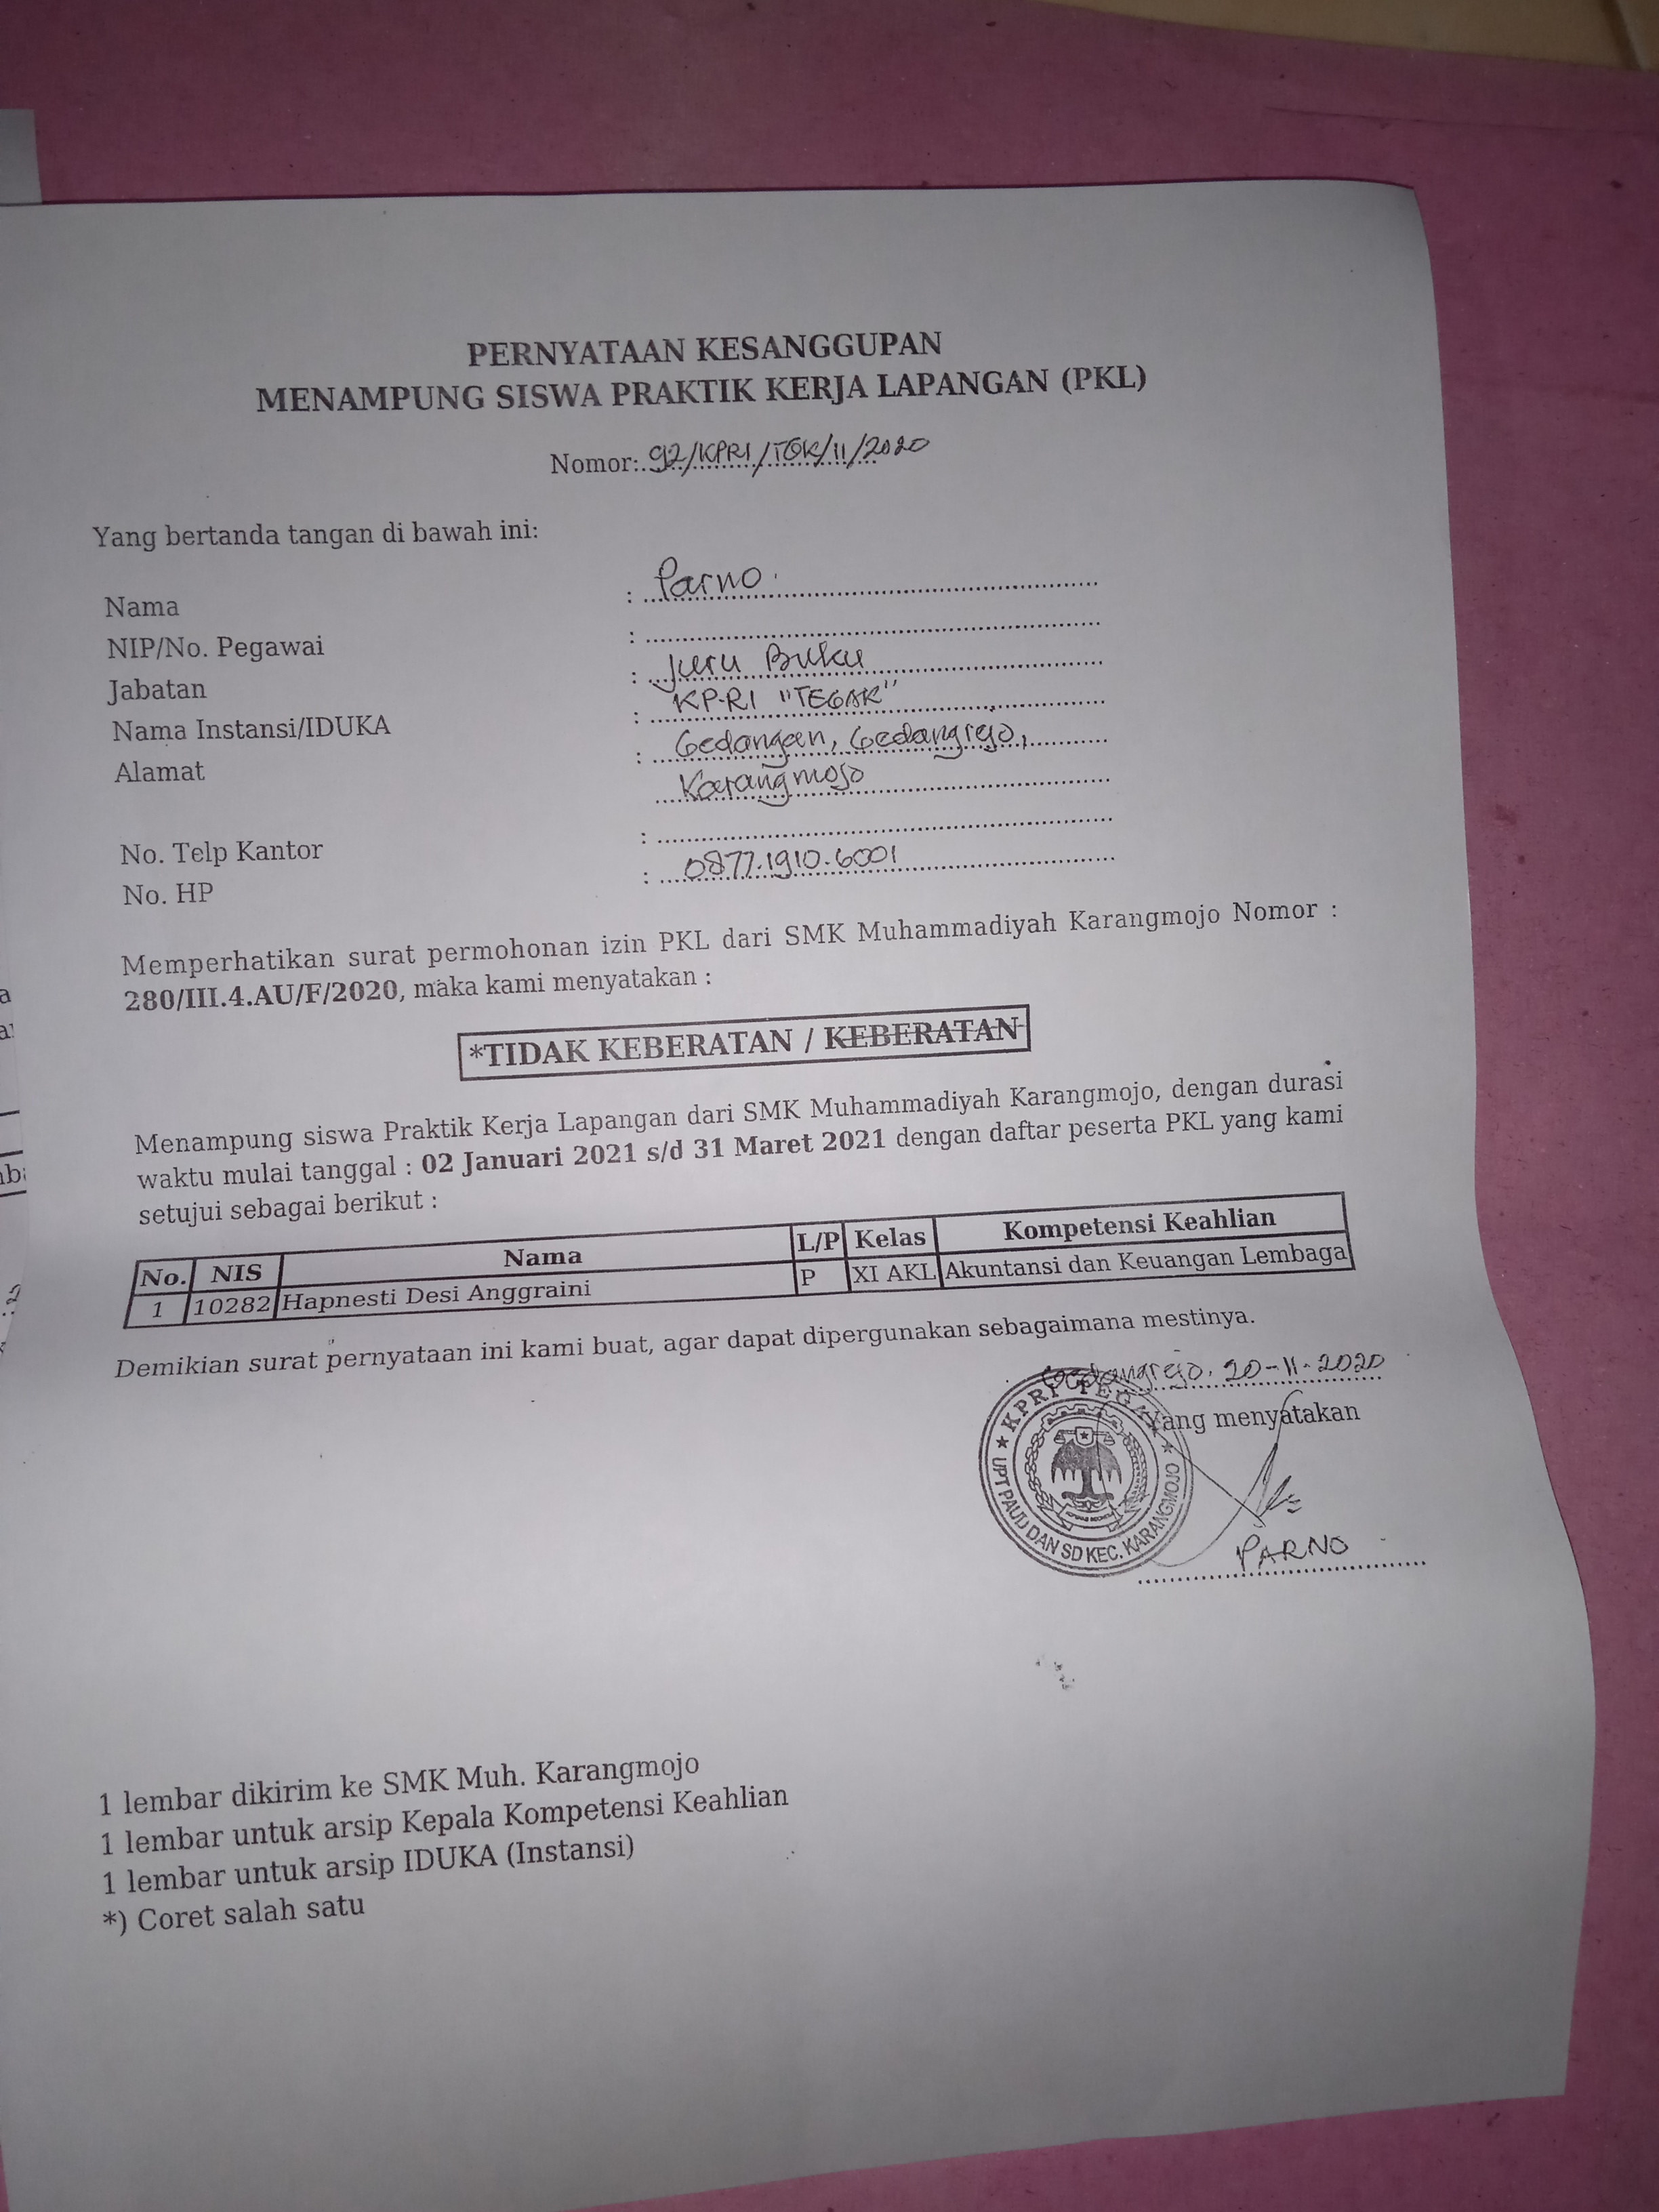 PERNYATAAN KESANGGUPAN
MENAMPUNG SISWA PRAKTIK KERJA LAPANGAN (PKL)
Nomor: 92/KPRI/TGK/11/2020
Yang bertanda tangan di bawah ini:
Nama : Parno.
NIP/No. Pegawai :
Jabatan : Juru Buku
Nama Instansi/IDUKA : KP-RI "TEGAR"
Alamat : Gedangan, Gedangrejo,
Karangmojo
No. Telp Kantor :
No. HP : 0877.1910.6001
Memperhatikan surat permohonan izin PKL dari SMK Muhammadiyah Karangmojo Nomor :
280/III.4.AU/F/2020, maka kami menyatakan :
*TIDAK KEBERATAN / KEBERATAN
Menampung siswa Praktik Kerja Lapangan dari SMK Muhammadiyah Karangmojo, dengan durasi
waktu mulai tanggal : 02 Januari 2021 s/d 31 Maret 2021 dengan daftar peserta PKL yang kami
setujui sebagai berikut :
No. NIS Nama L/P Kelas Kompetensi Keahlian
1 10282 Hapnesti Desi Anggraini P XI AKL Akuntansi dan Keuangan Lembaga
Demikian surat pernyataan ini kami buat, agar dapat dipergunakan sebagaimana mestinya.
Gedangrejo, 20-11-2020
Yang menyatakan
KPRI TEGAR
UPT PAUD DAN SD KEC. KARANGMOJO
PARNO
1 lembar dikirim ke SMK Muh. Karangmojo
1 lembar untuk arsip Kepala Kompetensi Keahlian
1 lembar untuk arsip IDUKA (Instansi)
*) Coret salah satu